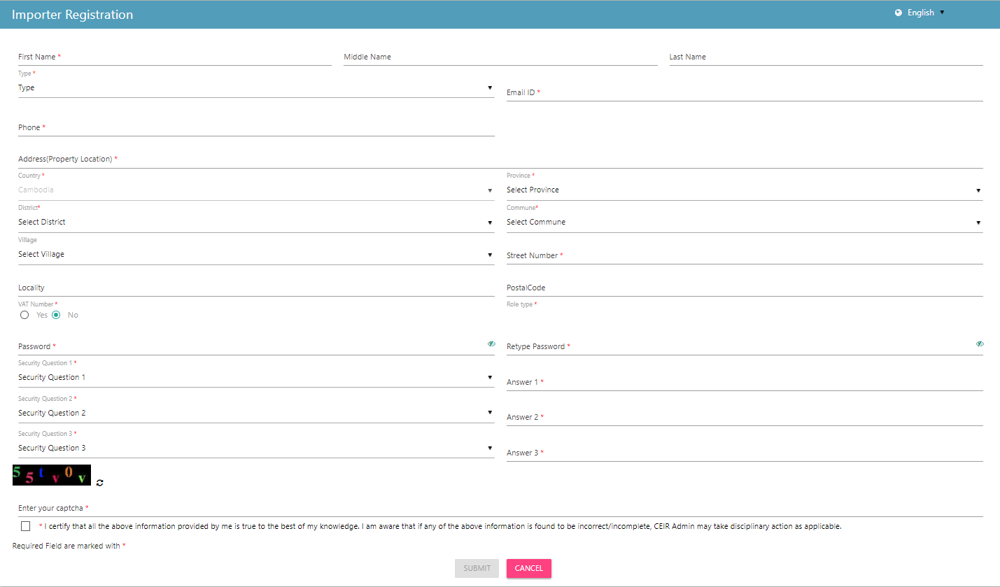 Importer Registration
English
First Name *
Middle Name
Last Name
Type *
Type
Email ID *
Phone *
Address(Property Location) *
Country *
Province *
Cambodia
Select Province
District*
Commune*
Select District
Select Commune
Village
Select Village
Street Number *
Locality
PostalCode
VAT Number *
Role type *
Yes
No
Password *
Retype Password *
Security Question 1 *
Security Question 1
Answer 1 *
Security Question 2 *
Security Question 2
Answer 2 *
Security Question 3 *
Security Question 3
Answer 3 *
5 5 t v 0 v
Enter your captcha *
* I certify that all the above information provided by me is true to the best of my knowledge. I am aware that if any of the above information is found to be incorrect/incomplete, CEIR Admin may take disciplinary action as applicable.
Required Field are marked with *
SUBMIT
CANCEL